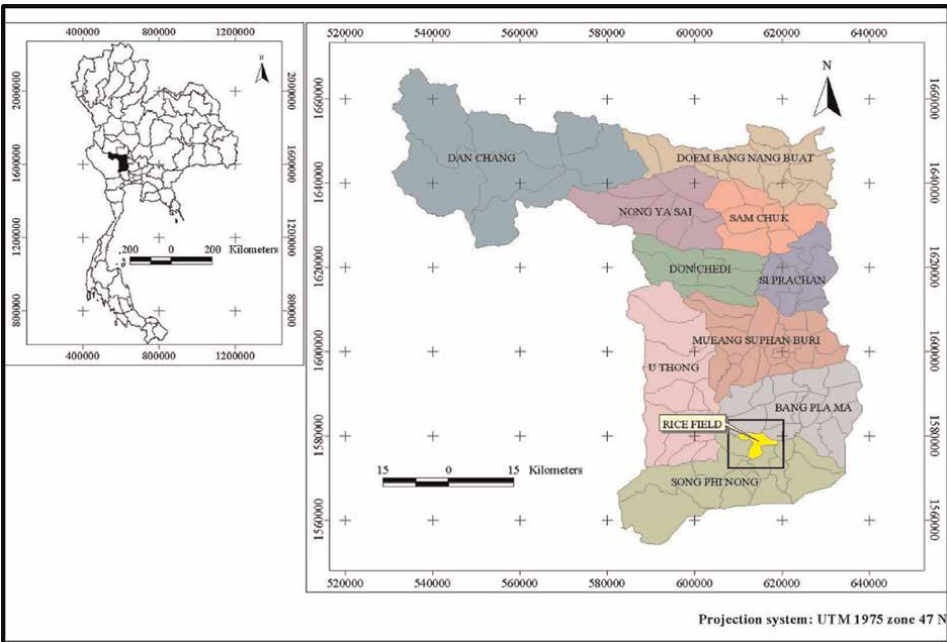 400000 800000 1200000
N
2000000
2000000
1600000
1600000
1200000
1200000
800000
800000
200 0 200 Kilometers
400000 800000 1200000
520000 540000 560000 580000 600000 620000 640000
N
1660000
1660000
1640000
1640000
1620000
1620000
1600000
1600000
1580000
1580000
1560000
1560000
DAN CHANG
DOEM BANG NANG BUAT
NONG YA SAI
SAM CHUK
DON CHEDI
SI PRACHAN
MUEANG SUPHAN BURI
U THONG
BANG PLA MA
RICE FIELD
SONG PHI NONG
15 0 15 Kilometers
520000 540000 560000 580000 600000 620000 640000
Projection system: UTM 1975 zone 47 N